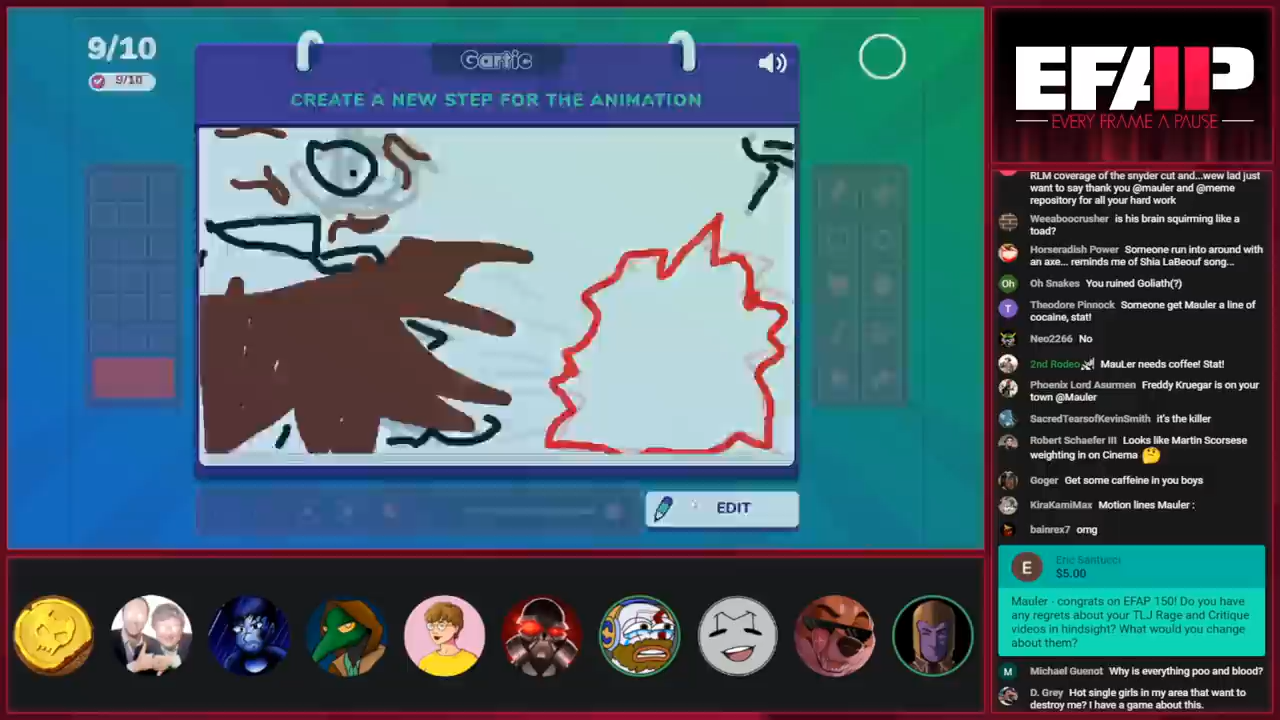 9/10
9/10
Gartic
CREATE A NEW STEP FOR THE ANIMATION
EDIT
EFAP
EVERY FRAME A PAUSE
RLM coverage of the snyder cut and...wew lad just
want to say thank you @mauler and @meme
repository for all your hard work
Weeaboocrusher is his brain squirming like a
toad?
Horseradish Power Someone run into around with
an axe... reminds me of Shia LaBeouf song...
Oh
Oh Snakes You ruined Goliath(?)
T
Theodore Pinnock Someone get Mauler a line of
cocaine, stat!
Neo2266 No
2nd Rodeo MauLer needs coffee! Stat!
Phoenix Lord Asurmen Freddy Kruegar is on your
town @Mauler
SacredTearsofKevinSmith it's the killer
Robert Schaefer III Looks like Martin Scorsese
weighting in on Cinema 🤔
Goger Get some caffeine in you boys
KiraKamiMax Motion lines Mauler :
bainrex7 omg
E
Eric Santucci
$5.00
Mauler - congrats on EFAP 150! Do you have
any regrets about your TLJ Rage and Critique
videos in hindsight? What would you change
about them?
M
Michael Guenot Why is everything poo and blood?
D. Grey Hot single girls in my area that want to
destroy me? I have a game about this.